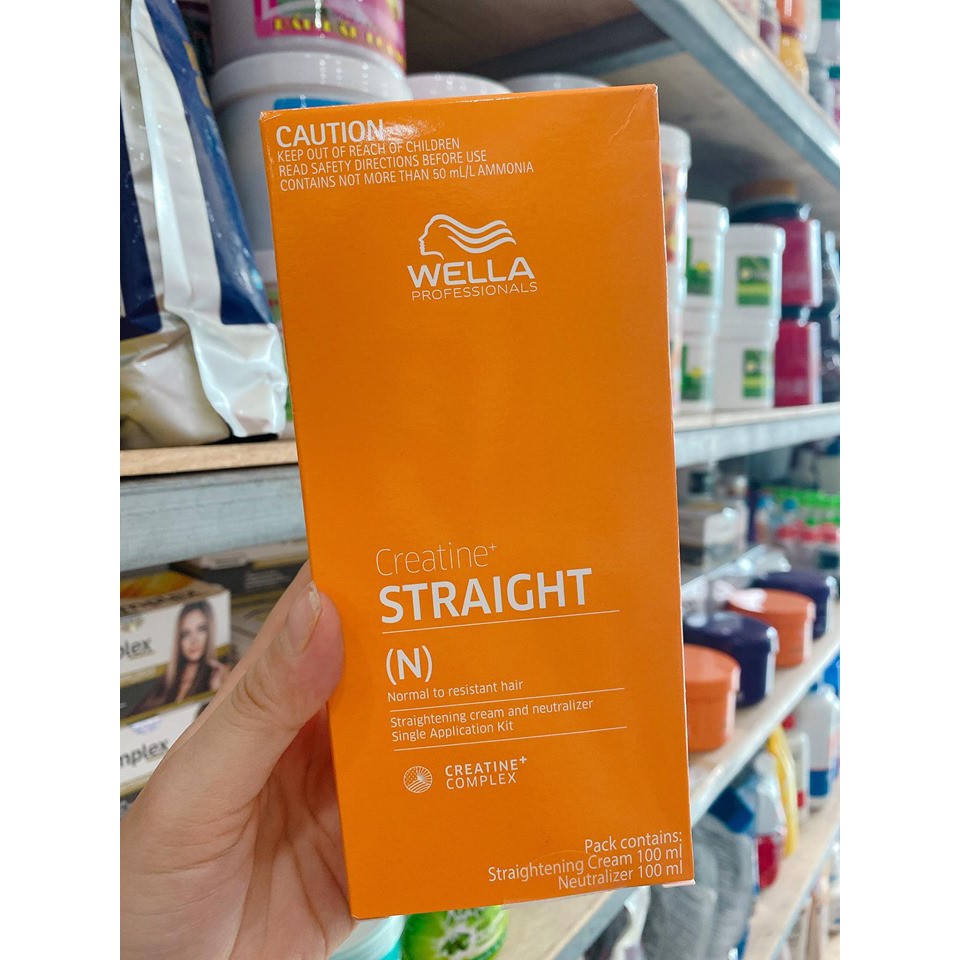 CAUTION
KEEP OUT OF REACH OF CHILDREN
READ SAFETY DIRECTIONS BEFORE USE
CONTAINS NOT MORE THAN 50 mL/L AMMONIA
WELLA
PROFESSIONALS
Creatine+
STRAIGHT
(N)
Normal to resistant hair
Straightening cream and neutralizer
Single Application Kit
CREATINE+
COMPLEX
Pack contains:
Straightening Cream 100 ml
Neutralizer 100 ml
plex
mplex